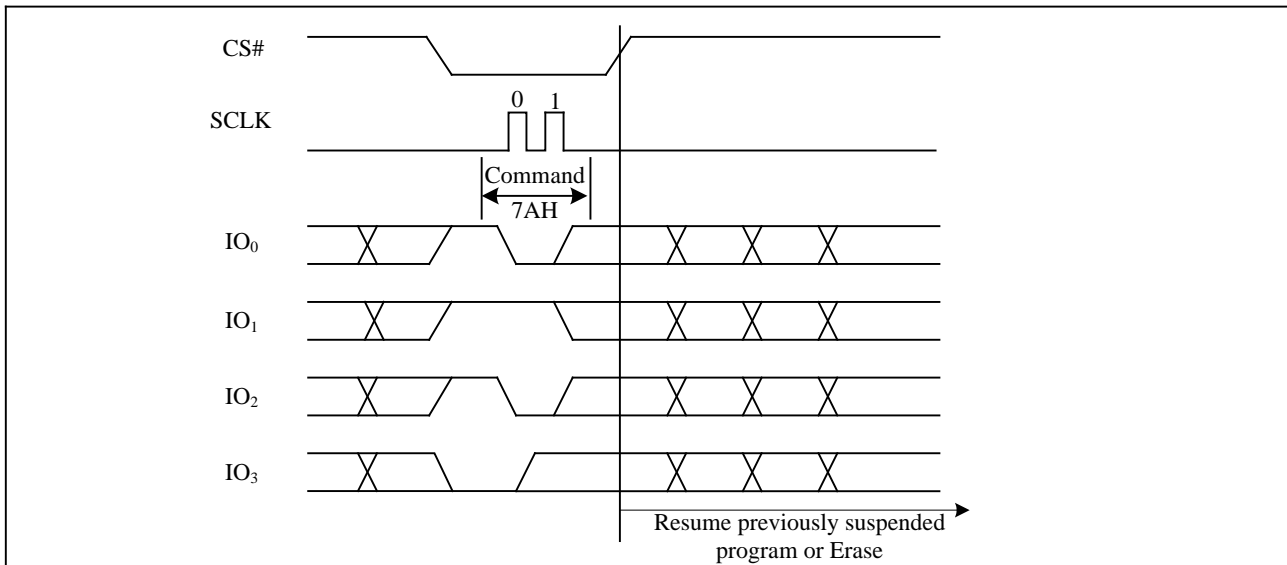 CS#
0 1
SCLK
Command
7AH
IO₀
IO₁
IO₂
IO₃
Resume previously suspended
program or Erase